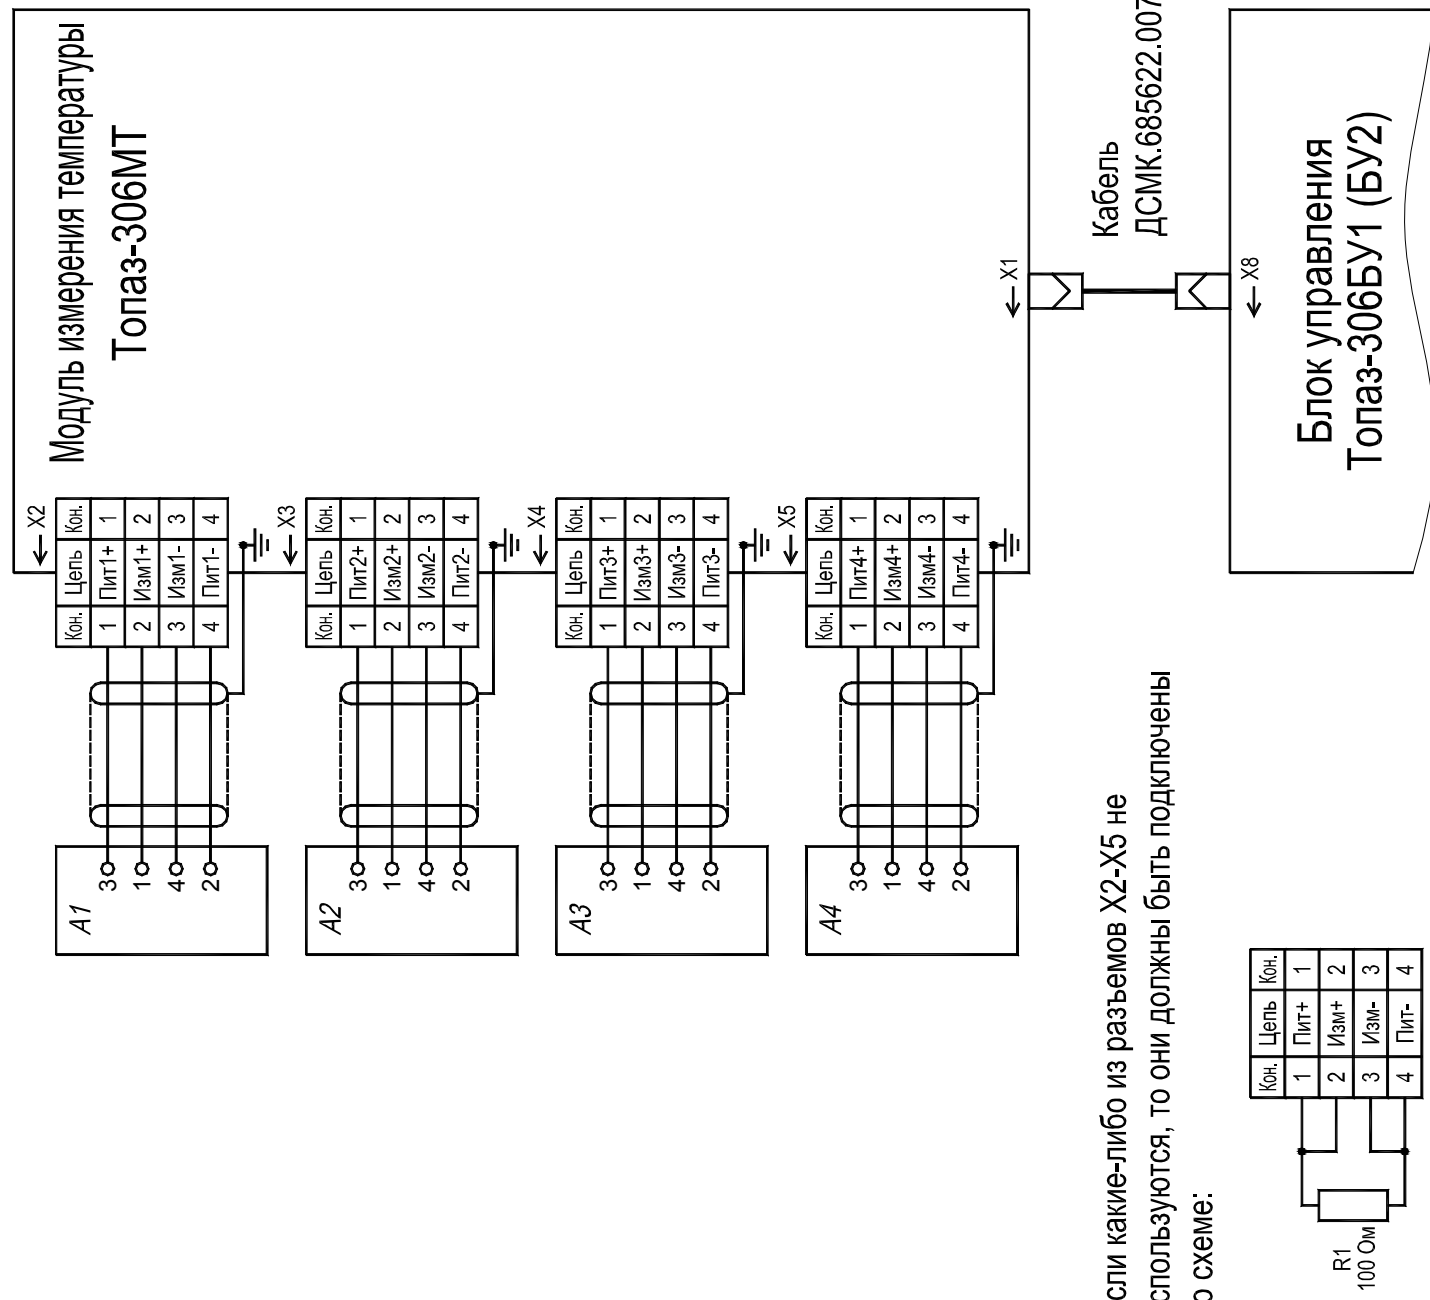 Модуль измерения температуры
Топаз-306МТ
X2
А1
Кон. Цепь Кон.
3 1 Пит1+ 1
1 2 Изм1+ 2
4 3 Изм1- 3
2 4 Пит1- 4
X3
А2
Кон. Цепь Кон.
3 1 Пит2+ 1
1 2 Изм2+ 2
4 3 Изм2- 3
2 4 Пит2- 4
X4
А3
Кон. Цепь Кон.
3 1 Пит3+ 1
1 2 Изм3+ 2
4 3 Изм3- 3
2 4 Пит3- 4
X5
А4
Кон. Цепь Кон.
3 1 Пит4+ 1
1 2 Изм4+ 2
4 3 Изм4- 3
2 4 Пит4- 4
X1
Кабель
ДСМК.685622.007
X8
Блок управления
Топаз-306БУ1 (БУ2)
сли какие-либо из разъемов X2-X5 не
спользуются, то они должны быть подключены
о схеме:
Кон. Цепь Кон.
1 Пит+ 1
2 Изм+ 2
3 Изм- 3
4 Пит- 4
R1
100 Ом